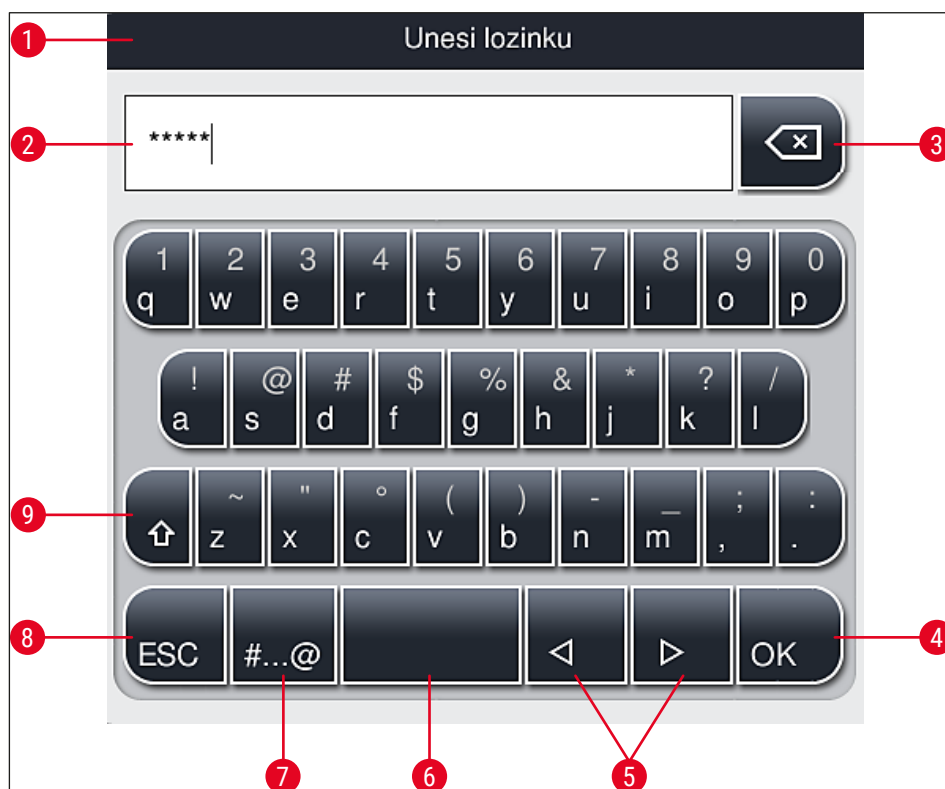 1 Unesi lozinku
2 ***** 3
1 2 3 4 5 6 7 8 9 0
q w e r t y u i o p
! @ # $ % & * ? /
a s d f g h j k l
9 ~ " ° ( ) - _ ; :
z x c v b n m , .
8 ESC #...@ OK 4
7 6 5